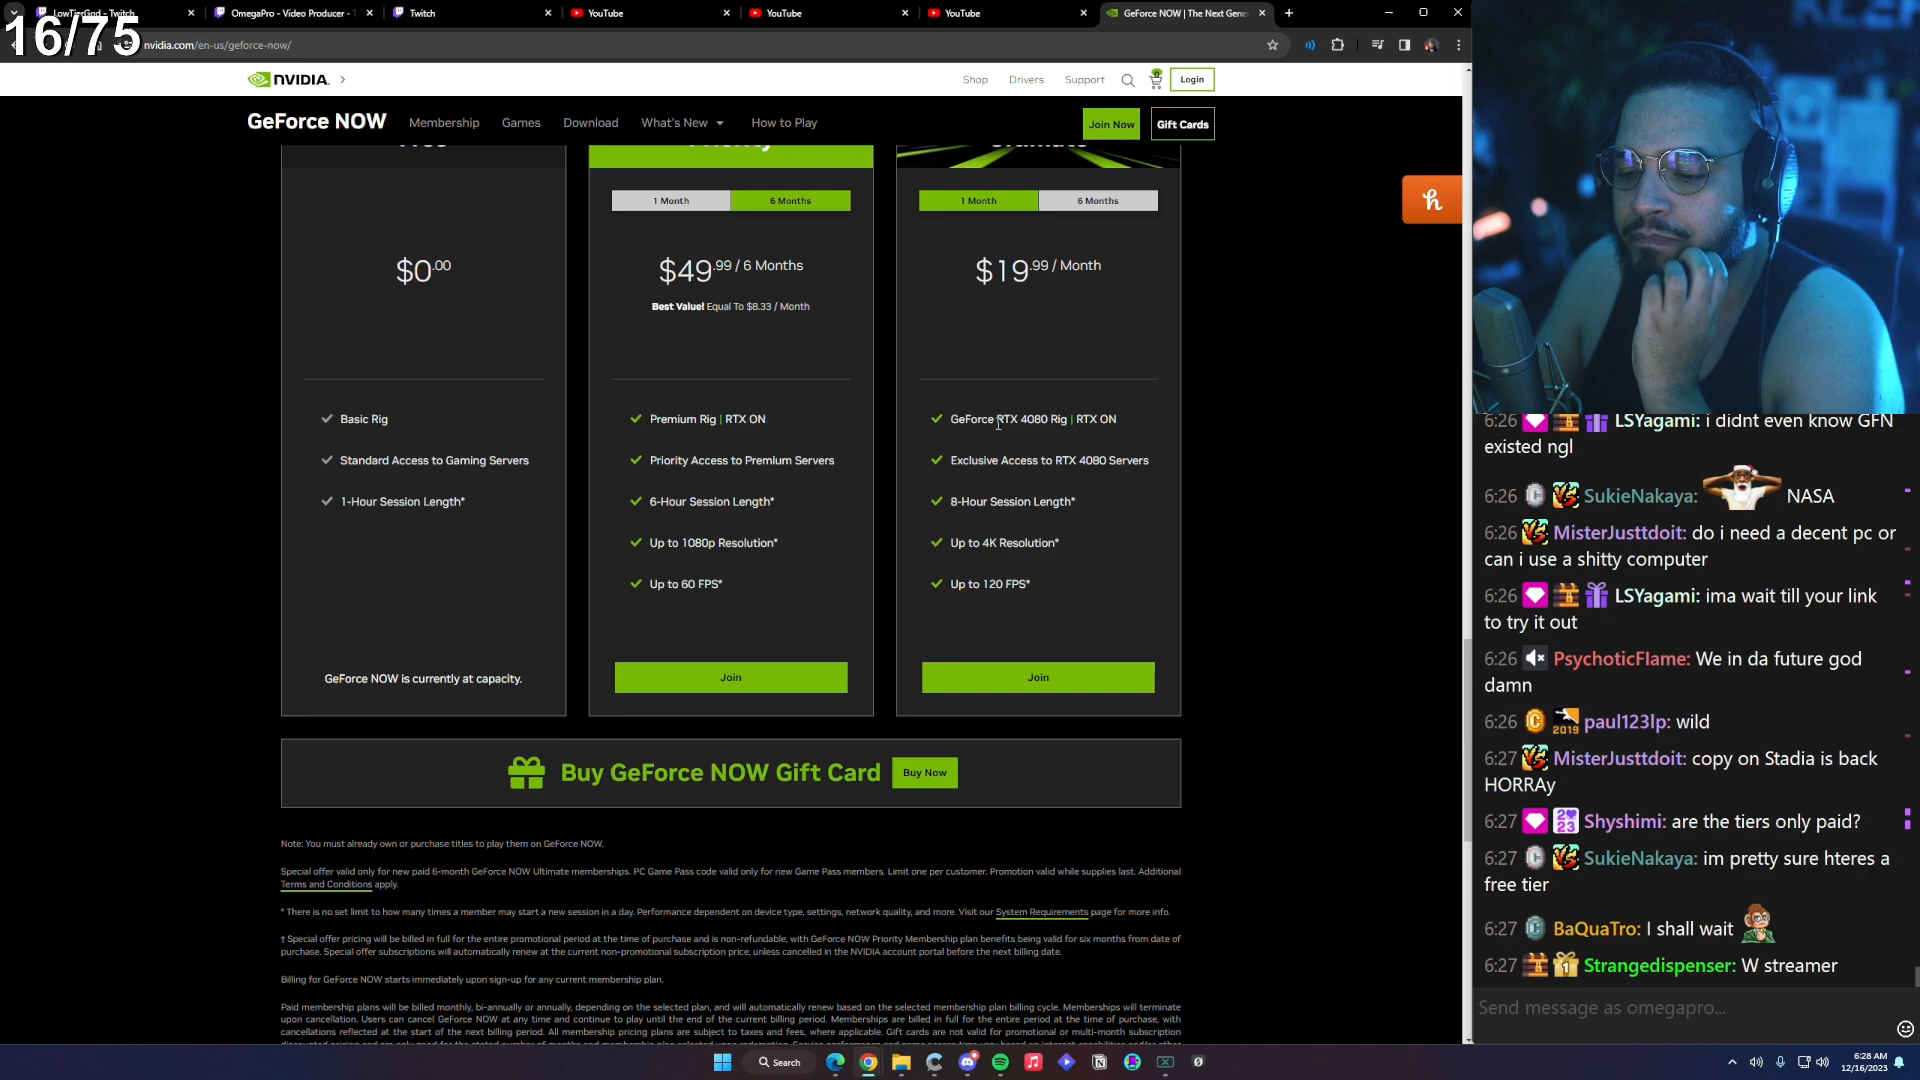 16/75
LowTierGod - Twitch
OmegaPro - Video Producer -
Twitch
YouTube
YouTube
YouTube
GeForce NOW | The Next Gene
nvidia.com/en-us/geforce-now/
NVIDIA.
Shop
Drivers
Support
0
Login
GeForce NOW
Membership
Games
Download
What's New
How to Play
Join Now
Gift Cards
Free
Priority
Ultimate
1 Month
6 Months
1 Month
6 Months
$0.00
$49.99 / 6 Months
Best Value! Equal To $8.33 / Month
$19.99 / Month
Basic Rig
Standard Access to Gaming Servers
1-Hour Session Length*
GeForce NOW is currently at capacity.
Premium Rig | RTX ON
Priority Access to Premium Servers
6-Hour Session Length*
Up to 1080p Resolution*
Up to 60 FPS*
Join
GeForce RTX 4080 Rig | RTX ON
Exclusive Access to RTX 4080 Servers
8-Hour Session Length*
Up to 4K Resolution*
Up to 120 FPS*
Join
Buy GeForce NOW Gift Card
Buy Now
Note: You must already own or purchase titles to play them on GeForce NOW.
Special offer valid only for new paid 6-month GeForce NOW Ultimate memberships. PC Game Pass code valid only for new Game Pass members. Limit one per customer. Promotion valid while supplies last. Additional
Terms and Conditions apply.
* There is no set limit to how many times a member may start a new session in a day. Performance dependent on device type, settings, network quality, and more. Visit our System Requirements page for more info.
† Special offer pricing will be billed in full for the entire promotional period at the time of purchase and is non-refundable, with GeForce NOW Priority Membership plan benefits being valid for six months from date of
purchase. Special offer subscriptions will automatically renew at the current non-promotional subscription price, unless cancelled in the NVIDIA account portal before the next billing date.
Billing for GeForce NOW starts immediately upon sign-up for any current membership plan.
Paid membership plans will be billed monthly, bi-annually or annually, depending on the selected plan, and will automatically renew based on the selected membership plan billing cycle. Memberships will terminate
upon cancellation. Users can cancel GeForce NOW at any time and continue to play until the end of the current billing period. Memberships are billed in full for the entire period at the time of purchase, with
cancellations reflected at the start of the next billing period. All membership pricing plans are subject to taxes and fees, where applicable. Gift cards are not valid for promotional or multi-month subscription
6:26 LSYagami: i didnt even know GFN
existed ngl
6:26 SukieNakaya: NASA
6:26 MisterJusttdoit: do i need a decent pc or
can i use a shitty computer
6:26 LSYagami: ima wait till your link
to try it out
6:26 PsychoticFlame: We in da future god
damn
6:26 2019 paul123lp: wild
6:27 MisterJusttdoit: copy on Stadia is back
HORRAy
6:27 Shyshimi: are the tiers only paid?
6:27 SukieNakaya: im pretty sure hteres a
free tier
6:27 BaQuaTro: I shall wait
6:27 1 Strangedispenser: W streamer
Send message as omegapro...
Search
6:28 AM
12/16/2023